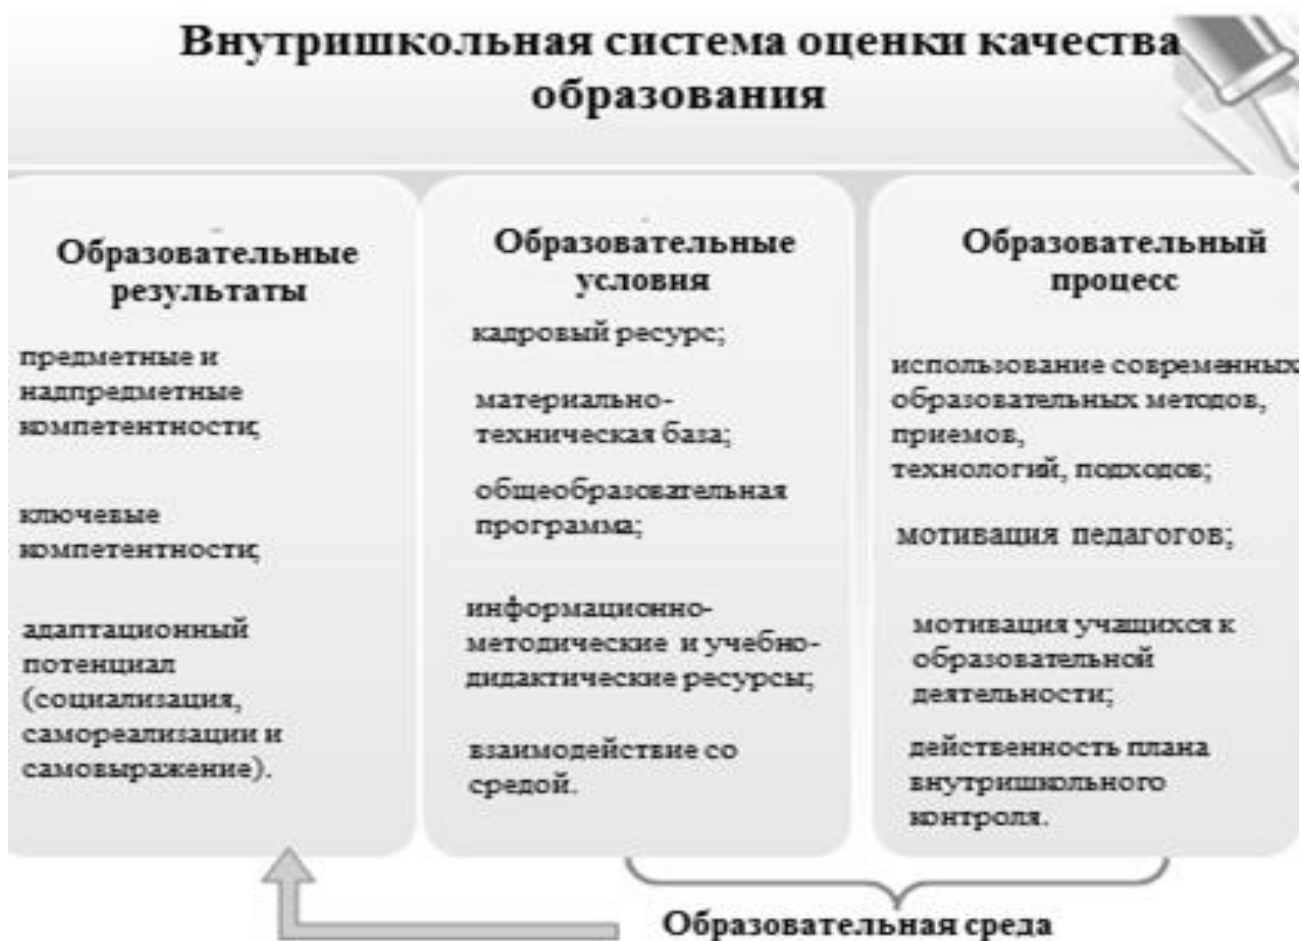 Внутришкольная система оценки качества
образования
Образовательные
результаты
предметные и
надпредметные
компетентности;
ключевые
компетентности;
адаптационный
потенциал
(социализация,
самореализации и
самовыражение).
Образовательные
условия
кадровый ресурс;
материально-
техническая база;
общеобразовательная
программа;
информационно-
методические и учебно-
дидактические ресурсы;
взаимодействие со
средой.
Образовательный
процесс
использование современных
образовательных методов,
приемов,
технологий, подходов;
мотивация педагогов;
мотивация учащихся к
образовательной
деятельности;
действенность плана
внутришкольного
контроля.
Образовательная среда